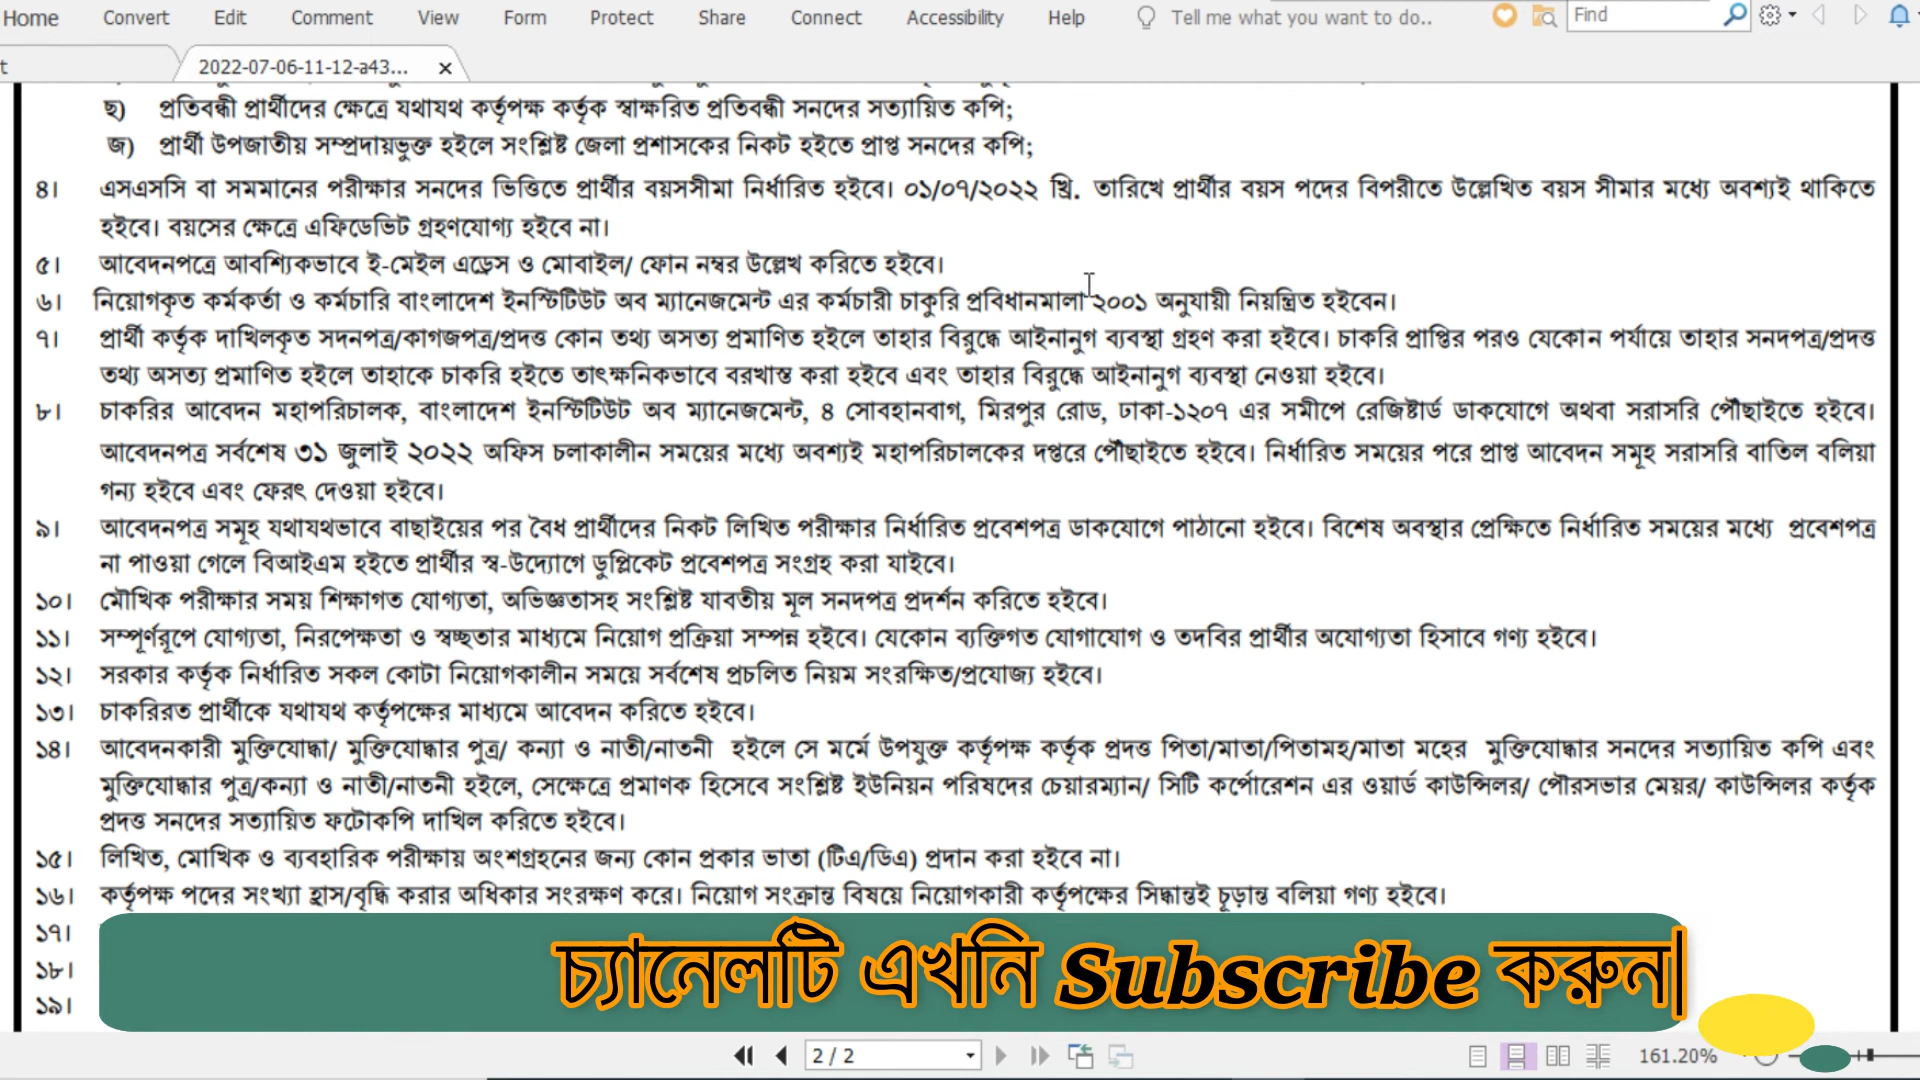 Home Convert Edit Comment View Form Protect Share Connect Accessibility Help Tell me what you want to do.. Find
t 2022-07-06-11-12-a43...
ছ) প্রতিবন্ধী প্রার্থীদের ক্ষেত্রে যথাযথ কর্তৃপক্ষ কর্তৃক স্বাক্ষরিত প্রতিবন্ধী সনদের সত্যায়িত কপি;
জ) প্রার্থী উপজাতীয় সম্প্রদায়ভুক্ত হইলে সংশ্লিষ্ট জেলা প্রশাসকের নিকট হইতে প্রাপ্ত সনদের কপি;
৪। এসএসসি বা সমমানের পরীক্ষার সনদের ভিত্তিতে প্রার্থীর বয়সসীমা নির্ধারিত হইবে। ০১/০৭/২০২২ খ্রি. তারিখে প্রার্থীর বয়স পদের বিপরীতে উল্লেখিত বয়স সীমার মধ্যে অবশ্যই থাকিতে
হইবে। বয়সের ক্ষেত্রে এফিডেভিট গ্রহণযোগ্য হইবে না।
৫। আবেদনপত্রে আবশ্যিকভাবে ই-মেইল এড্রেস ও মোবাইল/ ফোন নম্বর উল্লেখ করিতে হইবে।
৬। নিয়োগকৃত কর্মকর্তা ও কর্মচারি বাংলাদেশ ইনস্টিটিউট অব ম্যানেজমেন্ট এর কর্মচারী চাকুরি প্রবিধানমালা ২০০১ অনুযায়ী নিয়ন্ত্রিত হইবেন।
৭। প্রার্থী কর্তৃক দাখিলকৃত সদনপত্র/কাগজপত্র/প্রদত্ত কোন তথ্য অসত্য প্রমাণিত হইলে তাহার বিরুদ্ধে আইনানুগ ব্যবস্থা গ্রহণ করা হইবে। চাকরি প্রাপ্তির পরও যেকোন পর্যায়ে তাহার সনদপত্র/প্রদত্ত
তথ্য অসত্য প্রমাণিত হইলে তাহাকে চাকরি হইতে তাৎক্ষনিকভাবে বরখাস্ত করা হইবে এবং তাহার বিরুদ্ধে আইনানুগ ব্যবস্থা নেওয়া হইবে।
৮। চাকরির আবেদন মহাপরিচালক, বাংলাদেশ ইনস্টিটিউট অব ম্যানেজমেন্ট, ৪ সোবহানবাগ, মিরপুর রোড, ঢাকা-১২০৭ এর সমীপে রেজিষ্টার্ড ডাকযোগে অথবা সরাসরি পৌঁছাইতে হইবে।
আবেদনপত্র সর্বশেষ ৩১ জুলাই ২০২২ অফিস চলাকালীন সময়ের মধ্যে অবশ্যই মহাপরিচালকের দপ্তরে পৌঁছাইতে হইবে। নির্ধারিত সময়ের পরে প্রাপ্ত আবেদন সমূহ সরাসরি বাতিল বলিয়া
গন্য হইবে এবং ফেরৎ দেওয়া হইবে।
৯। আবেদনপত্র সমূহ যথাযথভাবে বাছাইয়ের পর বৈধ প্রার্থীদের নিকট লিখিত পরীক্ষার নির্ধারিত প্রবেশপত্র ডাকযোগে পাঠানো হইবে। বিশেষ অবস্থার প্রেক্ষিতে নির্ধারিত সময়ের মধ্যে প্রবেশপত্র
না পাওয়া গেলে বিআইএম হইতে প্রার্থীর স্ব-উদ্যোগে ডুপ্লিকেট প্রবেশপত্র সংগ্রহ করা যাইবে।
১০। মৌখিক পরীক্ষার সময় শিক্ষাগত যোগ্যতা, অভিজ্ঞতাসহ সংশ্লিষ্ট যাবতীয় মূল সনদপত্র প্রদর্শন করিতে হইবে।
১১। সম্পূর্ণরূপে যোগ্যতা, নিরপেক্ষতা ও স্বচ্ছতার মাধ্যমে নিয়োগ প্রক্রিয়া সম্পন্ন হইবে। যেকোন ব্যক্তিগত যোগাযোগ ও তদবির প্রার্থীর অযোগ্যতা হিসাবে গণ্য হইবে।
১২। সরকার কর্তৃক নির্ধারিত সকল কোটা নিয়োগকালীন সময়ে সর্বশেষ প্রচলিত নিয়ম সংরক্ষিত/প্রযোজ্য হইবে।
১৩। চাকরিরত প্রার্থীকে যথাযথ কর্তৃপক্ষের মাধ্যমে আবেদন করিতে হইবে।
১৪। আবেদনকারী মুক্তিযোদ্ধা/ মুক্তিযোদ্ধার পুত্র/ কন্যা ও নাতী/নাতনী হইলে সে মর্মে উপযুক্ত কর্তৃপক্ষ কর্তৃক প্রদত্ত পিতা/মাতা/পিতামহ/মাতা মহের মুক্তিযোদ্ধার সনদের সত্যায়িত কপি এবং
মুক্তিযোদ্ধার পুত্র/কন্যা ও নাতী/নাতনী হইলে, সেক্ষেত্রে প্রমাণক হিসেবে সংশ্লিষ্ট ইউনিয়ন পরিষদের চেয়ারম্যান/ সিটি কর্পোরেশন এর ওয়ার্ড কাউন্সিলর/ পৌরসভার মেয়র/ কাউন্সিলর কর্তৃক
প্রদত্ত সনদের সত্যায়িত ফটোকপি দাখিল করিতে হইবে।
১৫। লিখিত, মোখিক ও ব্যবহারিক পরীক্ষায় অংশগ্রহনের জন্য কোন প্রকার ভাতা (টিএ/ডিএ) প্রদান করা হইবে না।
১৬। কর্তৃপক্ষ পদের সংখ্যা হ্রাস/বৃদ্ধি করার অধিকার সংরক্ষণ করে। নিয়োগ সংক্রান্ত বিষয়ে নিয়োগকারী কর্তৃপক্ষের সিদ্ধান্তই চূড়ান্ত বলিয়া গণ্য হইবে।
১৭।
১৮।
১৯।
চ্যানেলটি এখনি Subscribe করুন
2 / 2 161.20%